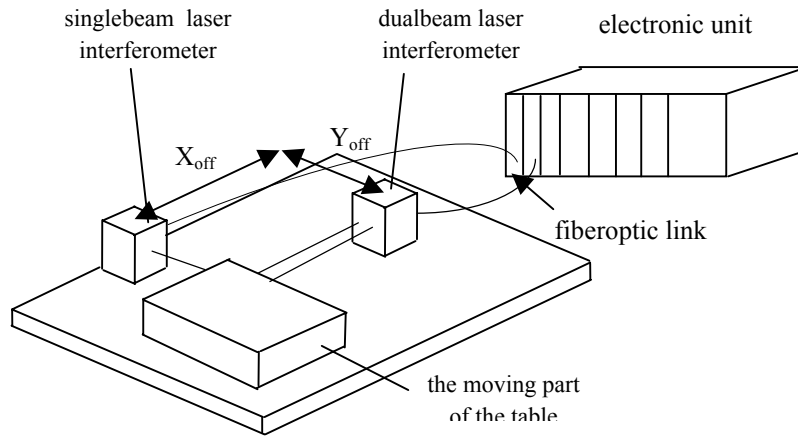 singlebeam laser
interferometer
dualbeam laser
interferometer
electronic unit
Xoff
Yoff
fiberoptic link
the moving part
of the table